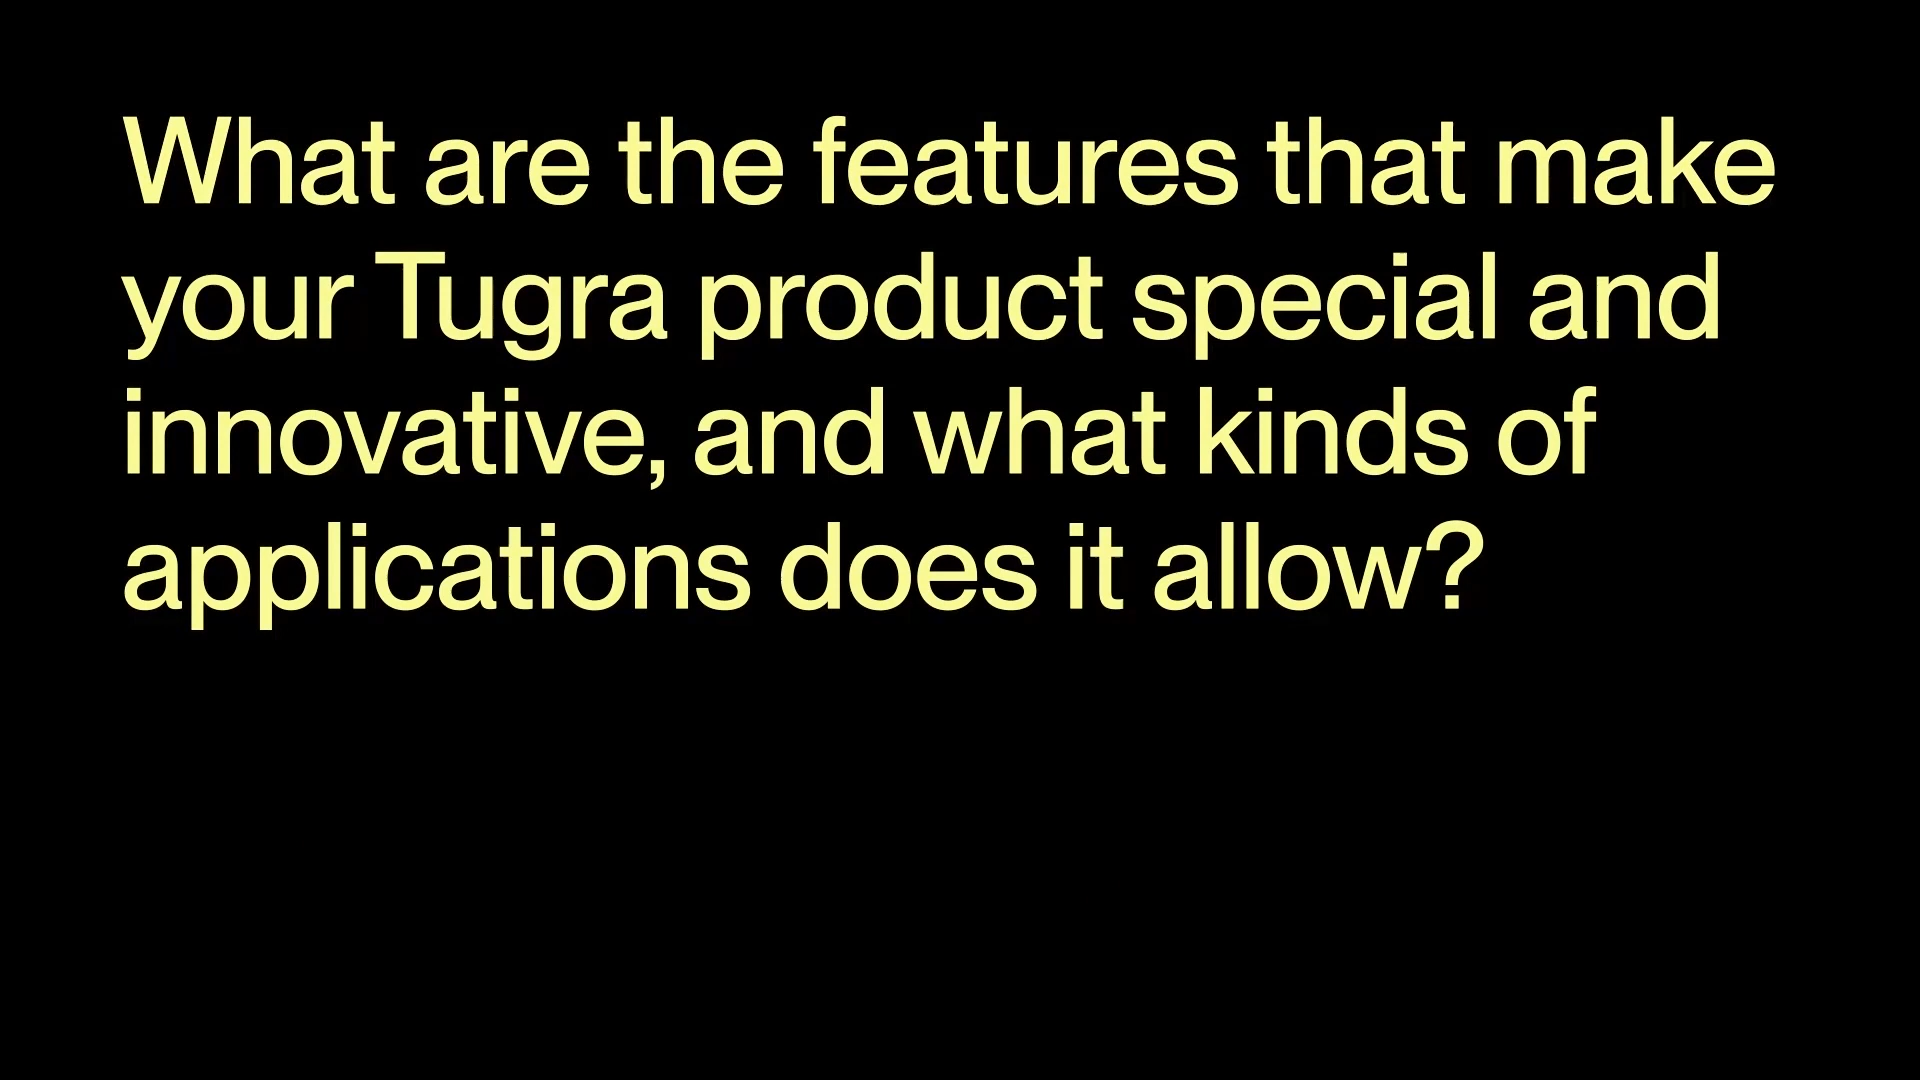 What are the features that make
your Tugra product special and
innovative, and what kinds of
applications does it allow?